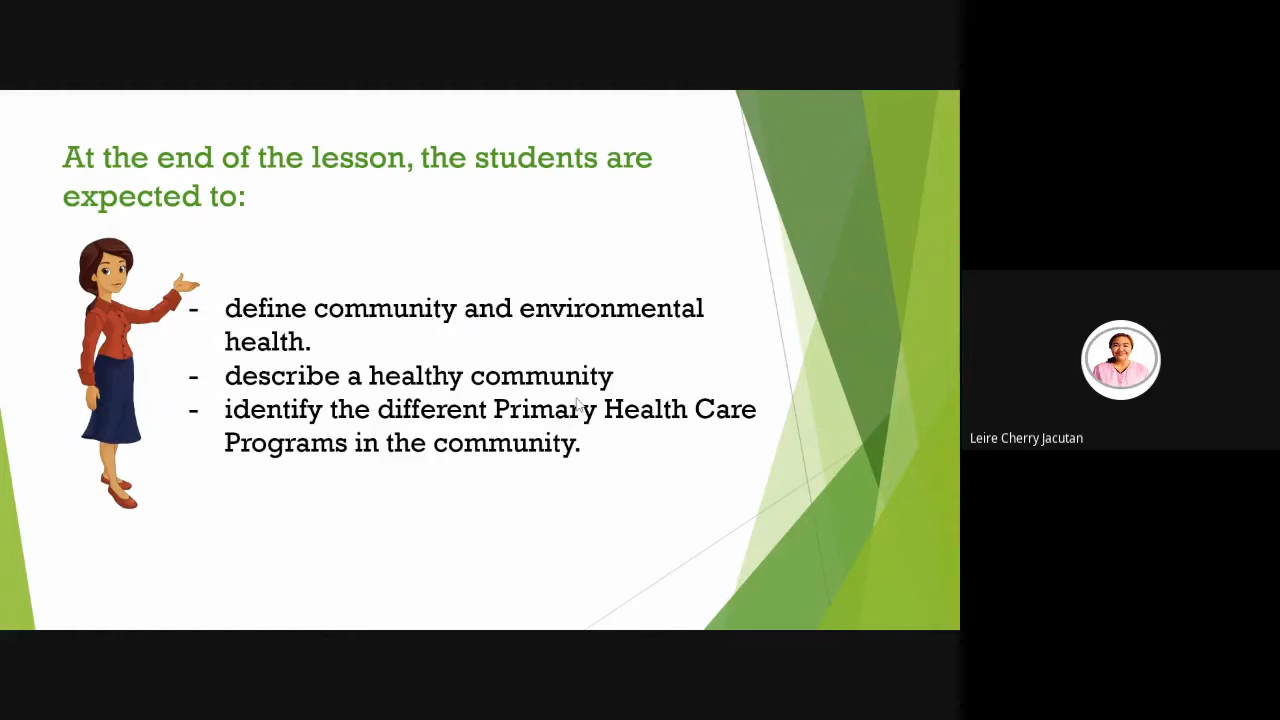 At the end of the lesson, the students are
expected to:
- define community and environmental
health.
- describe a healthy community
- identify the different Primary Health Care
Programs in the community.
Leire Cherry Jacutan